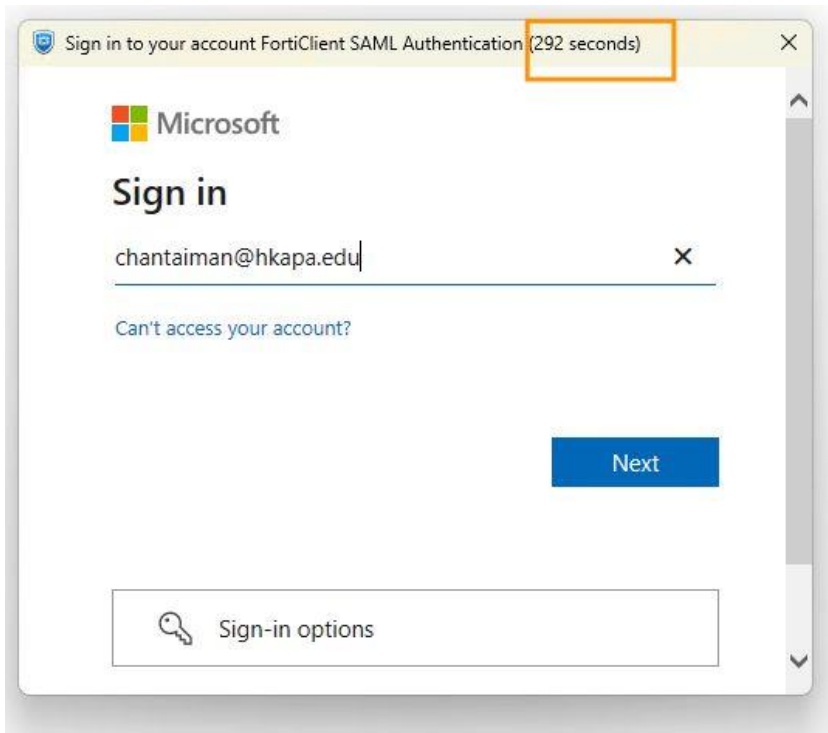 Sign in to your account FortiClient SAML Authentication (292 seconds)
Microsoft
Sign in
chantaiman@hkapa.edu
Can't access your account?
Next
Sign-in options